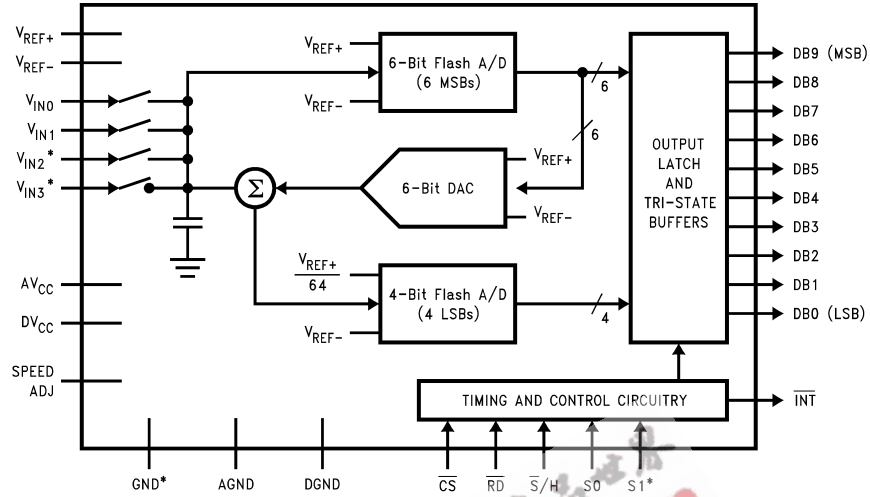 VREF+
VREF-
VIN0
VIN1
VIN2*
VIN3*
AVCC
DVCC
SPEED
ADJ
VREF+
VREF-
6-Bit Flash A/D
(6 MSBs)
6
6
Σ
6-Bit DAC
VREF+
VREF-
VREF+
64
VREF-
4-Bit Flash A/D
(4 LSBs)
4
OUTPUT
LATCH
AND
TRI-STATE
BUFFERS
DB9 (MSB)
DB8
DB7
DB6
DB5
DB4
DB3
DB2
DB1
DB0 (LSB)
TIMING AND CONTROL CIRCUITRY
INT
GND*
AGND
DGND
CS
RD
S/H
S0
S1*